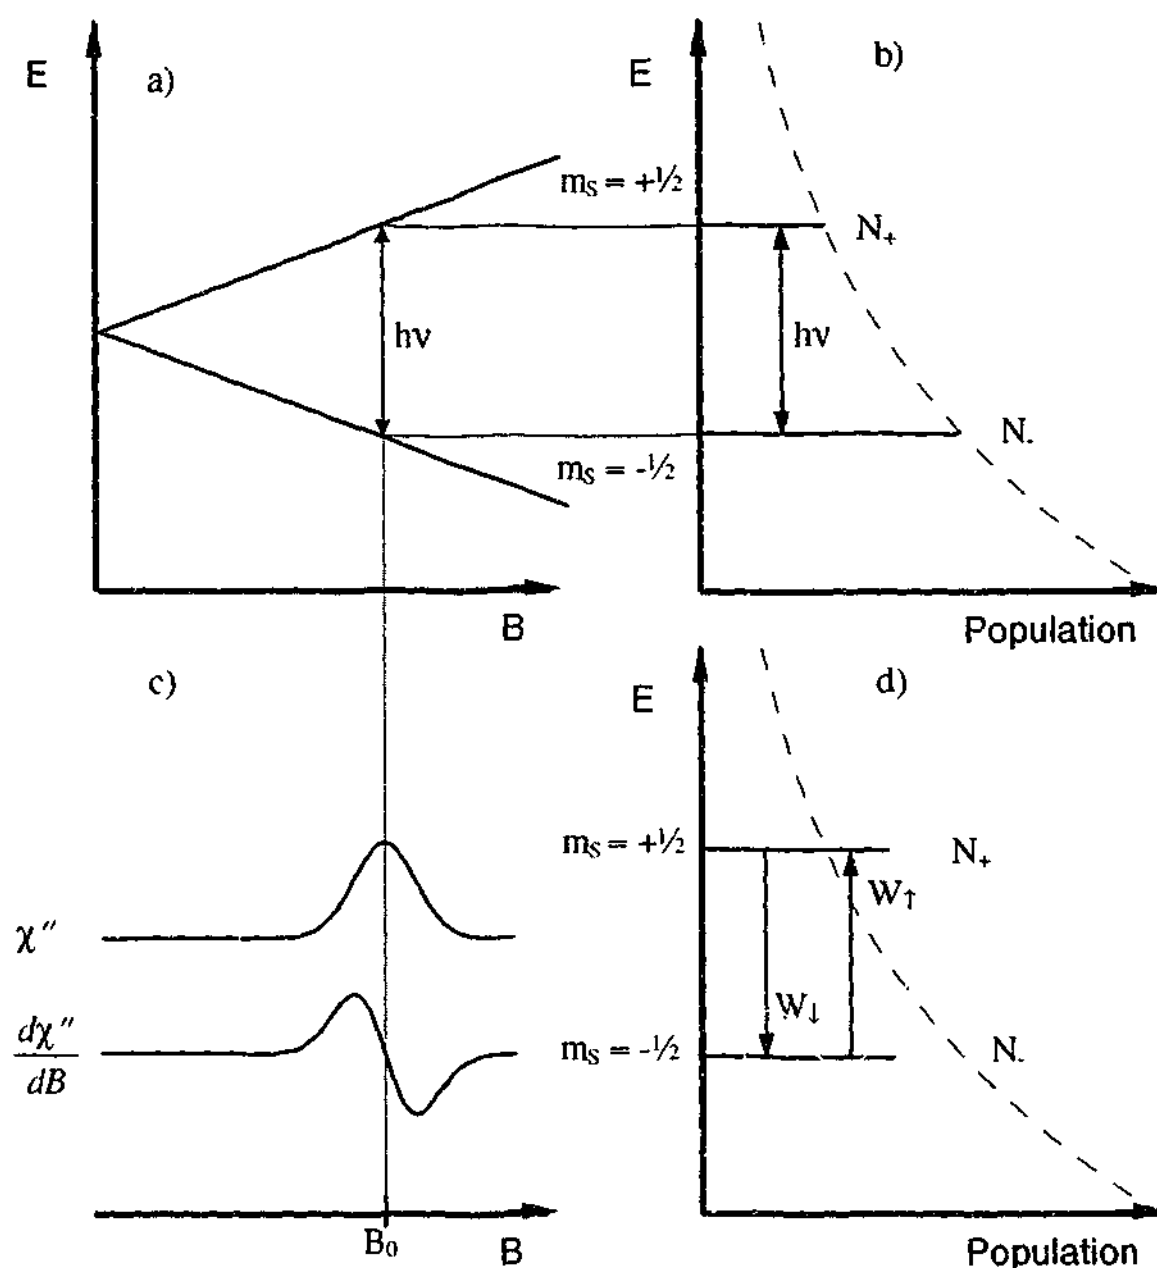 E
a)
mₛ = +½
hν
mₛ = -½
B
E
b)
N₊
hν
N₋
Population
c)
χ″
dχ″
dB
B₀
B
E
d)
mₛ = +½
N₊
W↑
W↓
mₛ = -½
N₋
Population